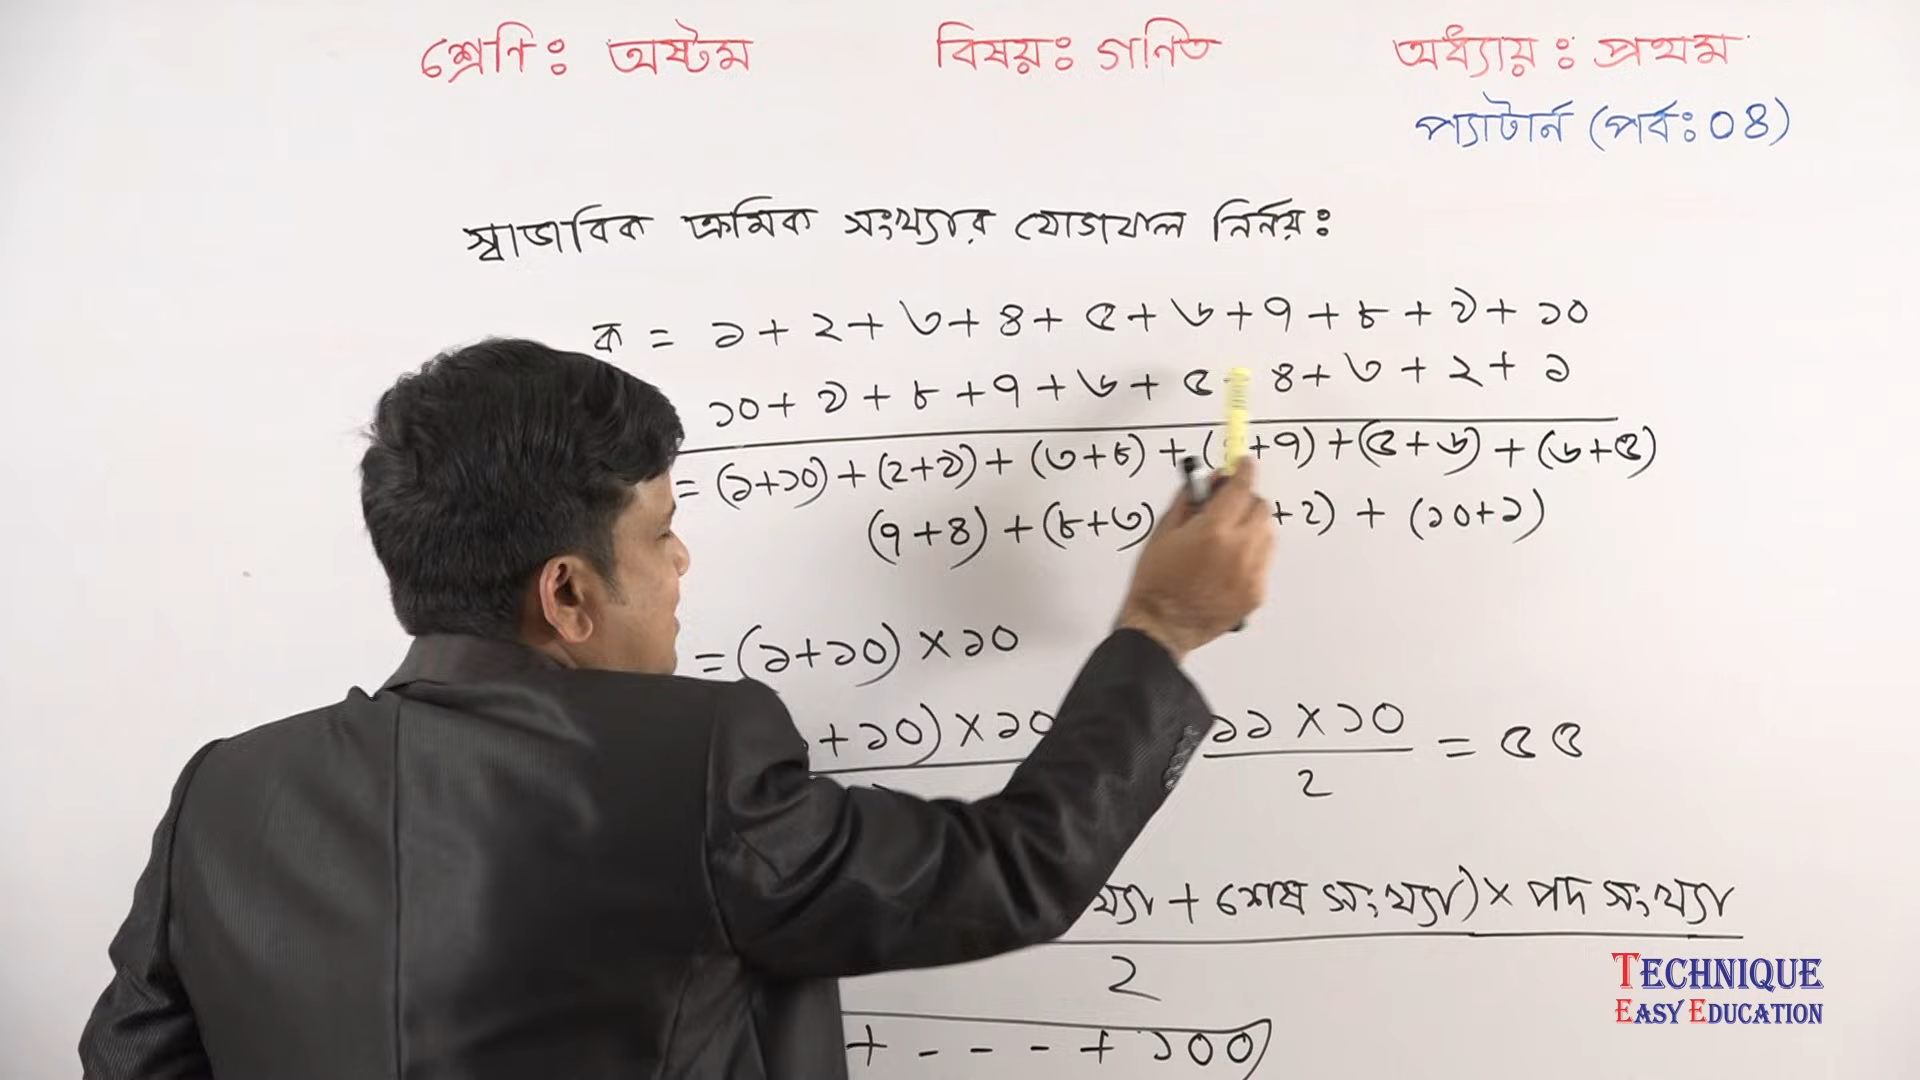 শ্রেণি: অষ্টম বিষয়: গণিত অধ্যায়: প্রথম
প্যাটার্ন (পর্ব: ০৪)
স্বাভাবিক ক্রমিক সংখ্যার যোগফল নির্নয়:
ক = ১ + ২ + ৩ + ৪ + ৫ + ৬ + ৭ + ৮ + ৯ + ১০
১০ + ৯ + ৮ + ৭ + ৬ + ৫ + ৪ + ৩ + ২ + ১
= (১+১০) + (২+৯) + (৩+৮) + ( +৭) + (৫+৬) + (৬+৫)
(৭+৪) + (৮+৩) +২) + (১০+১)
= (১+১০) × ১০
+ ১০) × ১০ ১১ × ১০ = ৫৫
২
+ শেষ সংখ্যা) × পদ সংখ্যা
২
+ - - - + ১০০
TECHNIQUE
EASY EDUCATION